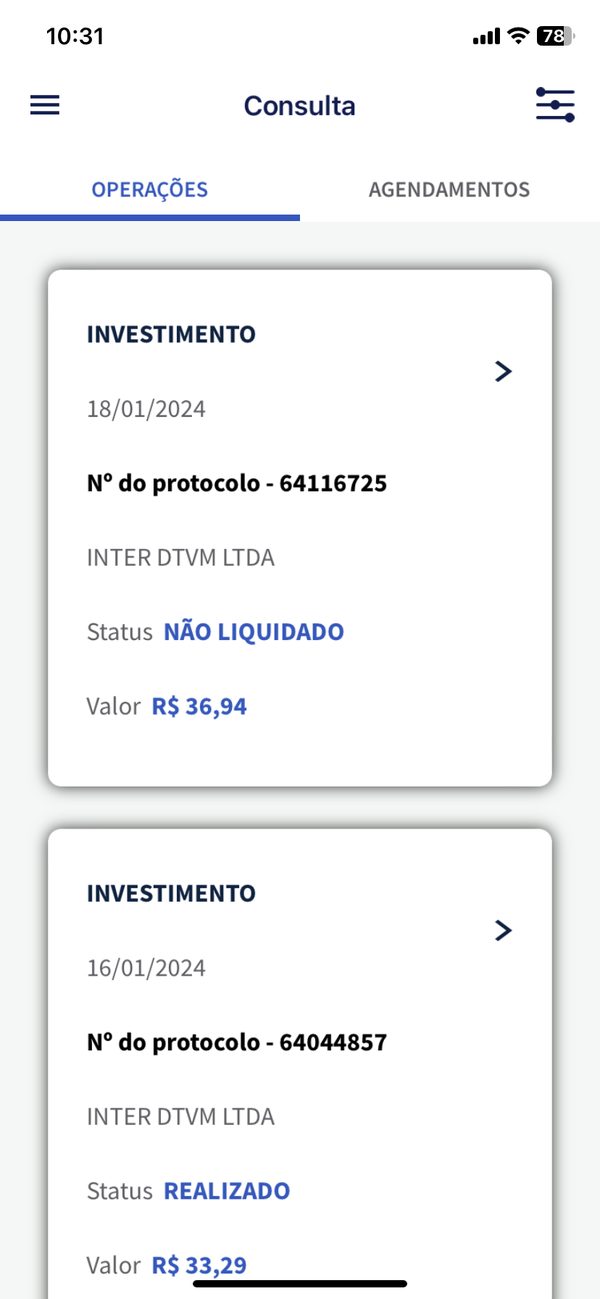 10:31
78
Consulta
OPERAÇÕES
AGENDAMENTOS
INVESTIMENTO
18/01/2024
Nº do protocolo - 64116725
INTER DTVM LTDA
Status NÃO LIQUIDADO
Valor R$ 36,94
INVESTIMENTO
16/01/2024
Nº do protocolo - 64044857
INTER DTVM LTDA
Status REALIZADO
Valor R$ 33,29